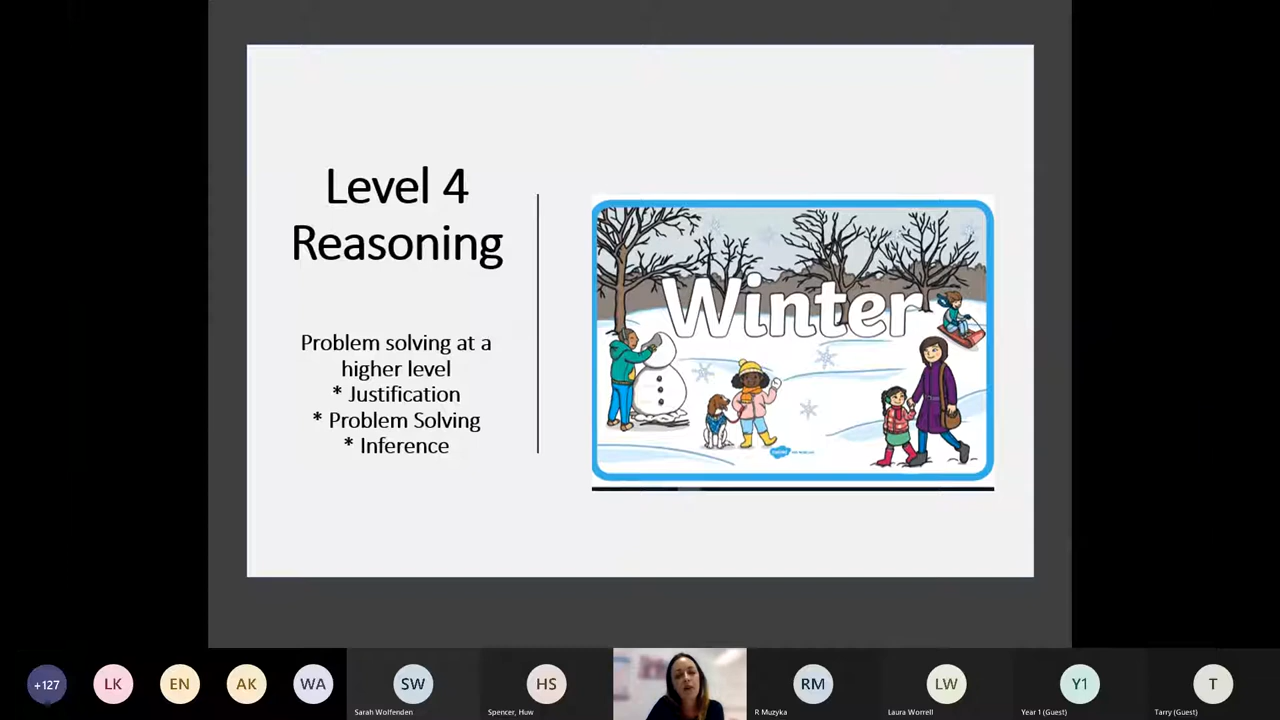 Level 4
Reasoning
Problem solving at a
higher level
* Justification
* Problem Solving
* Inference
Winter
+127
LK
EN
AK
WA
SW
Sarah Wolfenden
HS
Spencer, Huw
RM
R Muzyka
LW
Laura Worrell
Y1
Year 1 (Guest)
T
Tarry (Guest)